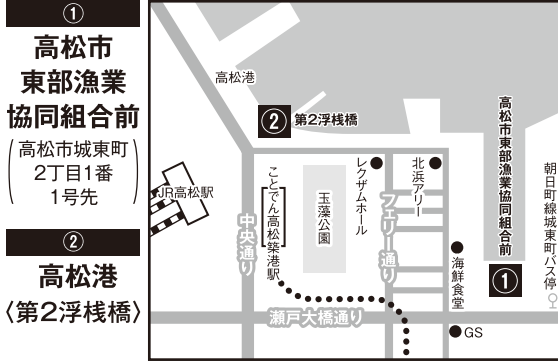 ①
高松市
東部漁業
協同組合前
(高松市城東町
2丁目1番
1号先)
②
高松港
〈第2浮桟橋〉
高松港
②
第2浮桟橋
JR高松駅
中央通り
ことでん高松築港駅
玉藻公園
レクザムホール
フェリー通り
北浜アリー
海鮮食堂
高松市東部漁業協同組合前
①
朝日町線城東町バス停
瀬戸大橋通り
GS